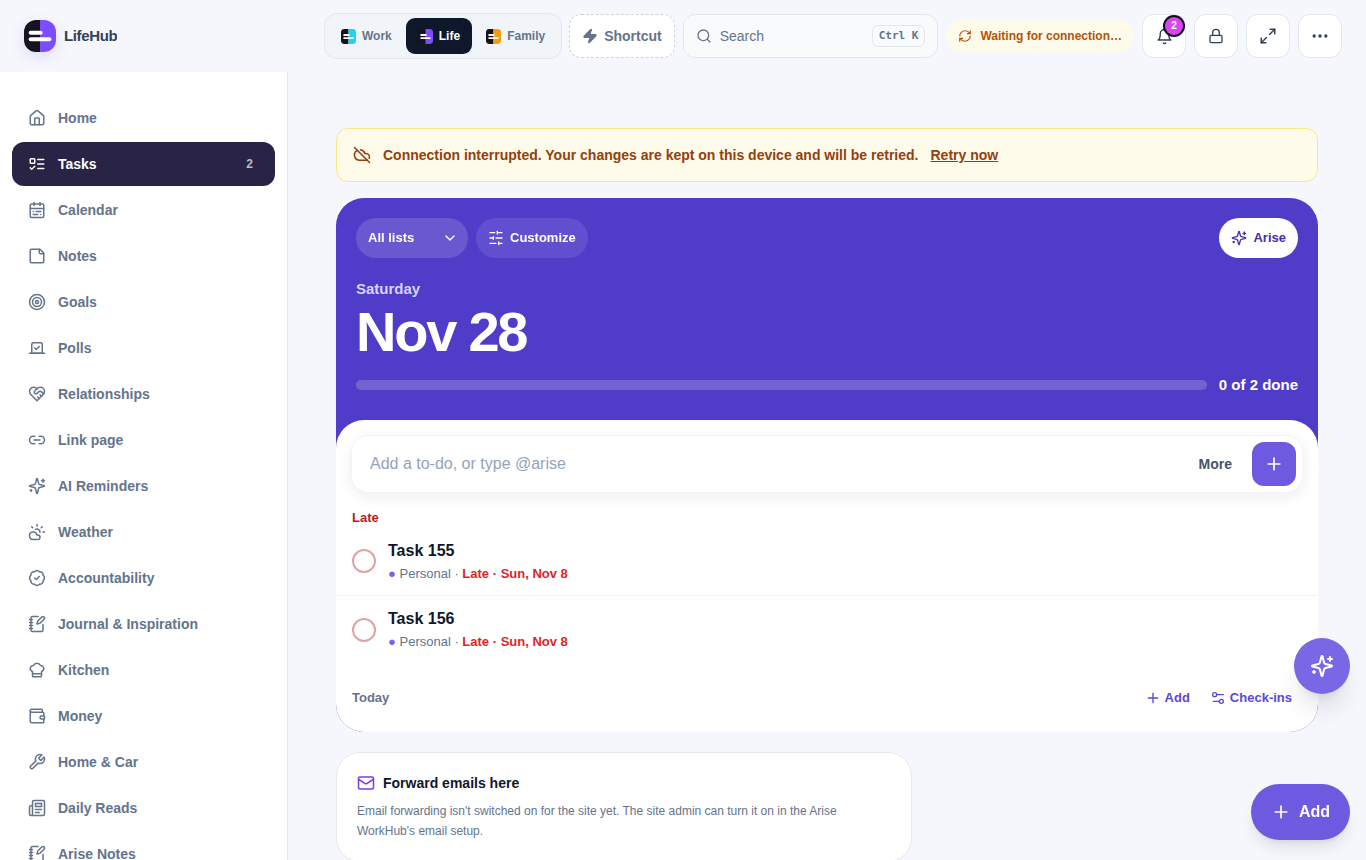 LifeHub
Work
Life
Family
Shortcut
Search
Ctrl K
Waiting for connection…
2
Home
Tasks
2
Calendar
Notes
Goals
Polls
Relationships
Link page
AI Reminders
Weather
Accountability
Journal & Inspiration
Kitchen
Money
Home & Car
Daily Reads
Arise Notes
Connection interrupted. Your changes are kept on this device and will be retried. Retry now
All lists
Customize
Arise
Saturday
Nov 28
0 of 2 done
Add a to-do, or type @arise
More
Late
Task 155
● Personal · Late · Sun, Nov 8
Task 156
● Personal · Late · Sun, Nov 8
Today
Add
Check-ins
Forward emails here
Email forwarding isn't switched on for the site yet. The site admin can turn it on in the Arise
WorkHub's email setup.
Add